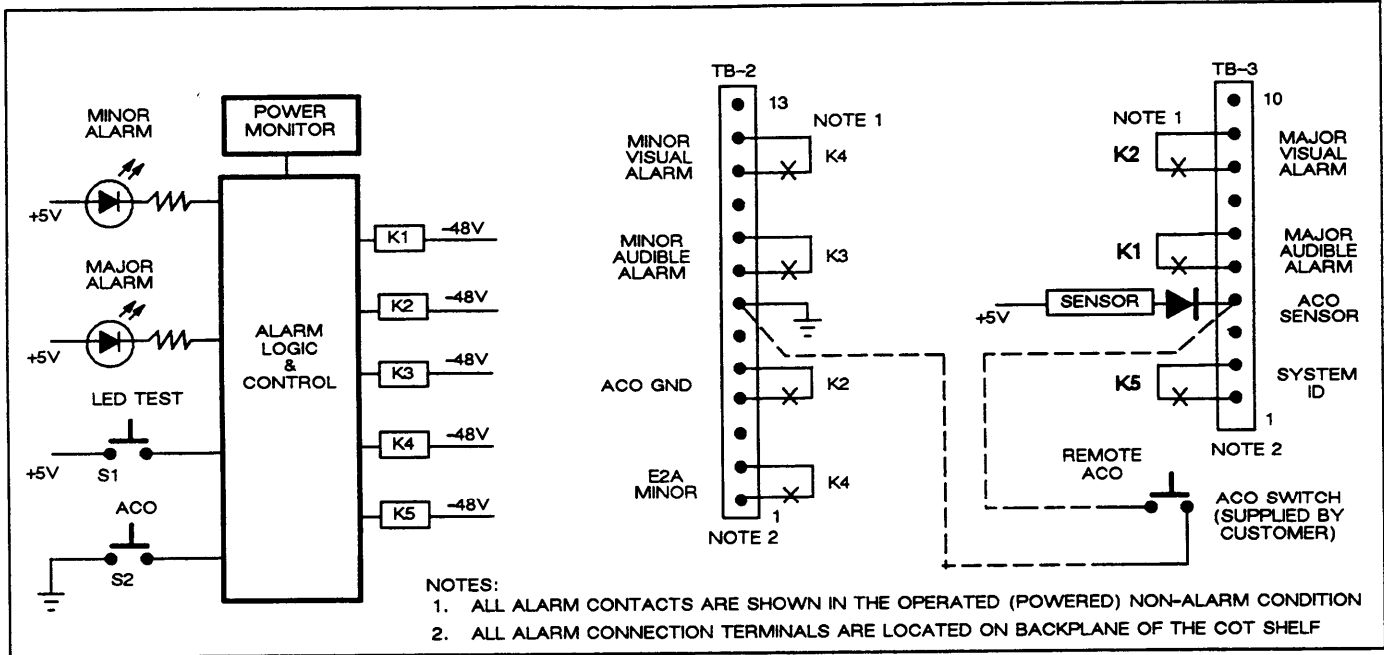 MINOR
ALARM
+5V
MAJOR
ALARM
+5V
LED TEST
+5V
S1
ACO
S2
POWER
MONITOR
ALARM
LOGIC
&
CONTROL
K1 -48V
K2 -48V
K3 -48V
K4 -48V
K5 -48V
TB-2
13
NOTE 1
MINOR
VISUAL
ALARM
K4
MINOR
AUDIBLE
ALARM
K3
ACO GND
K2
E2A
MINOR
K4
1
NOTE 2
TB-3
10
NOTE 1
K2
MAJOR
VISUAL
ALARM
K1
MAJOR
AUDIBLE
ALARM
+5V
SENSOR
ACO
SENSOR
K5
SYSTEM
ID
1
NOTE 2
REMOTE
ACO
ACO SWITCH
(SUPPLIED BY
CUSTOMER)
NOTES:
1. ALL ALARM CONTACTS ARE SHOWN IN THE OPERATED (POWERED) NON-ALARM CONDITION
2. ALL ALARM CONNECTION TERMINALS ARE LOCATED ON BACKPLANE OF THE COT SHELF